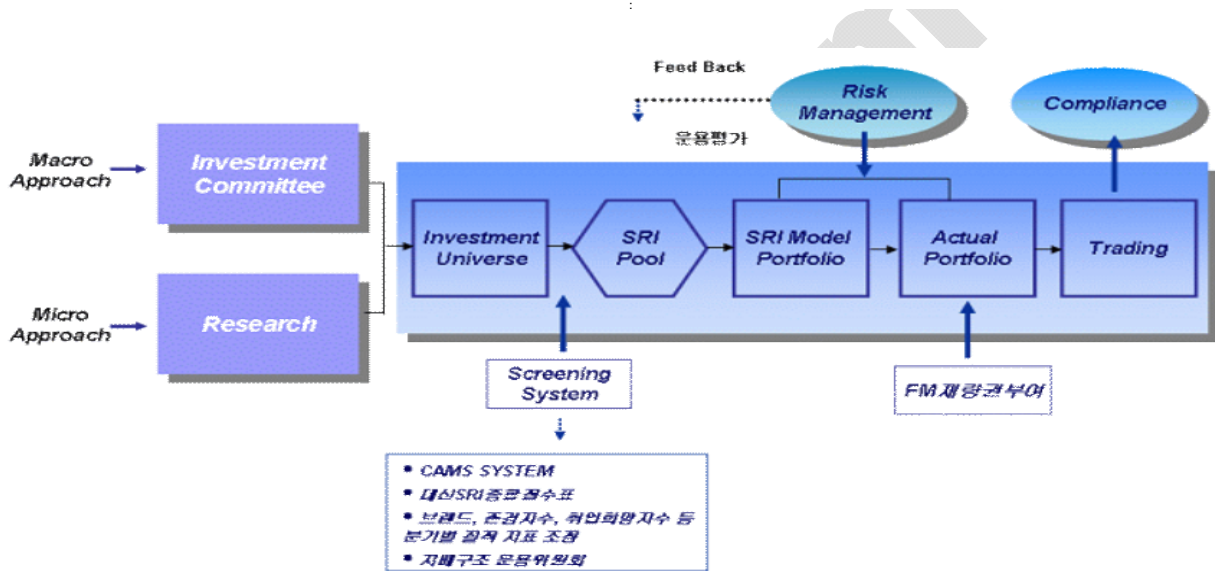 :
Feed Back
Risk
Management
Compliance
운용평가
Macro
Approach
Investment
Committee
Investment
Universe
SRI
Pool
SRI Model
Portfolio
Actual
Portfolio
Trading
Micro
Approach
Research
Screening
System
FM재량권부여
• CAMS SYSTEM
• 대신SRI종목점수표
• 브랜드, 존경지수, 취업희망지수 등
분기별 질적 지표 조정
• 지배구조 운용위원회